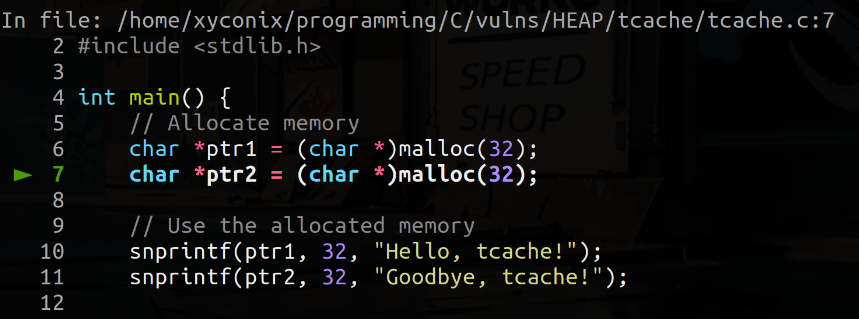 In file: /home/xyconix/programming/C/vulns/HEAP/tcache/tcache.c:7
2 #include <stdlib.h>
3
4 int main() {
5 // Allocate memory
6 char *ptr1 = (char *)malloc(32);
► 7 char *ptr2 = (char *)malloc(32);
8
9 // Use the allocated memory
10 snprintf(ptr1, 32, "Hello, tcache!");
11 snprintf(ptr2, 32, "Goodbye, tcache!");
12
SPEED
SHOP